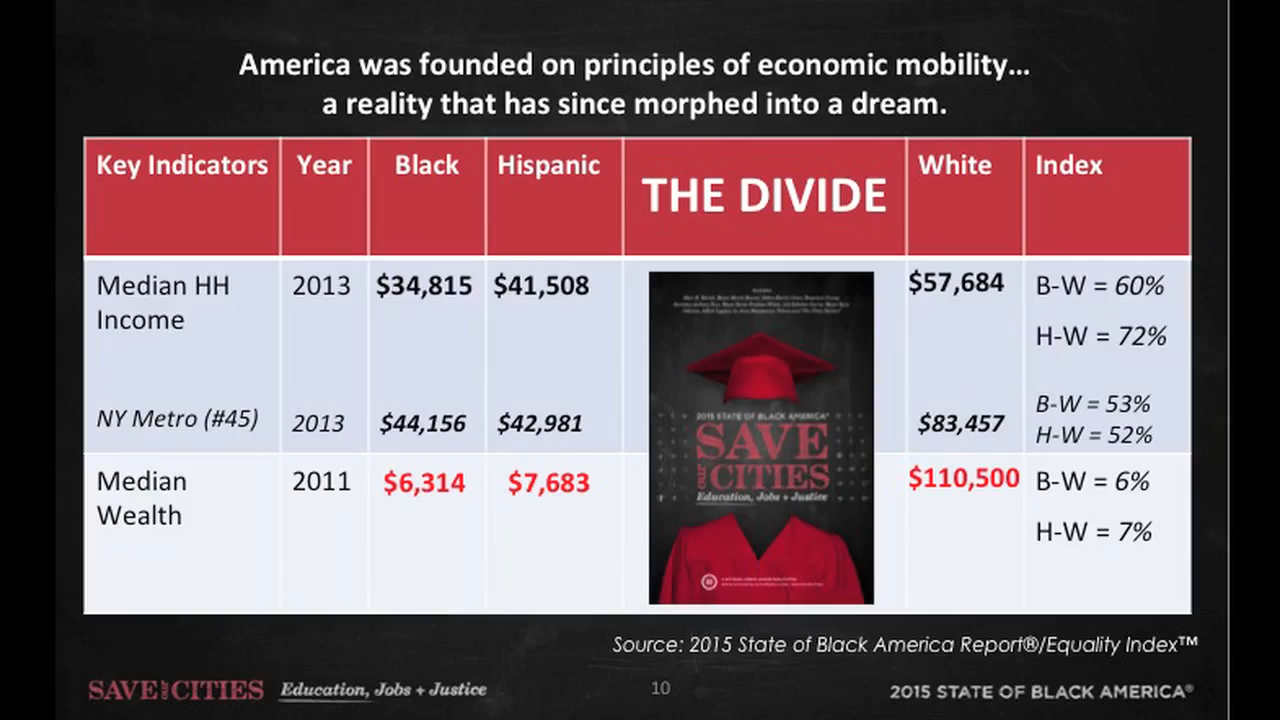 America was founded on principles of economic mobility…
a reality that has since morphed into a dream.
Key Indicators Year Black Hispanic THE DIVIDE White Index
Median HH Income 2013 $34,815 $41,508 $57,684 B-W = 60%
H-W = 72%
NY Metro (#45) 2013 $44,156 $42,981 $83,457 B-W = 53%
H-W = 52%
Median Wealth 2011 $6,314 $7,683 $110,500 B-W = 6%
H-W = 7%
2015 STATE OF BLACK AMERICA®
SAVE
our CITIES
Education, Jobs + Justice
Source: 2015 State of Black America Report®/Equality Index™
SAVE our CITIES Education, Jobs + Justice 10 2015 STATE OF BLACK AMERICA®